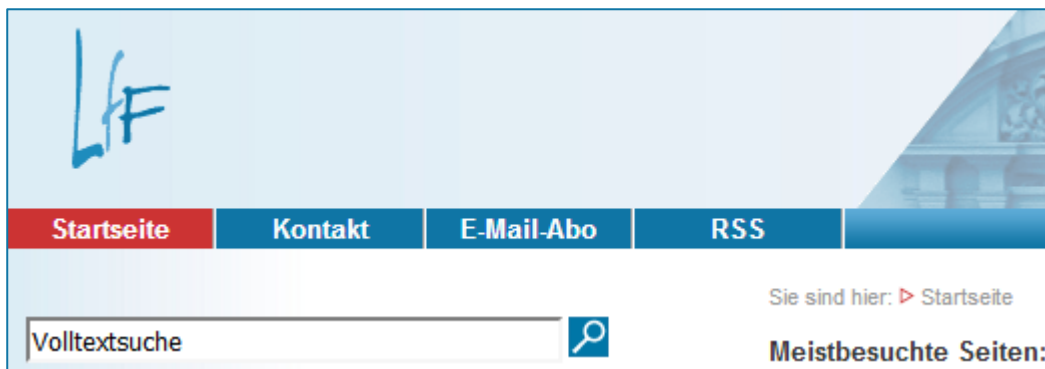 LfF
Startseite Kontakt E-Mail-Abo RSS
Sie sind hier: Startseite
Volltextsuche
Meistbesuchte Seiten: